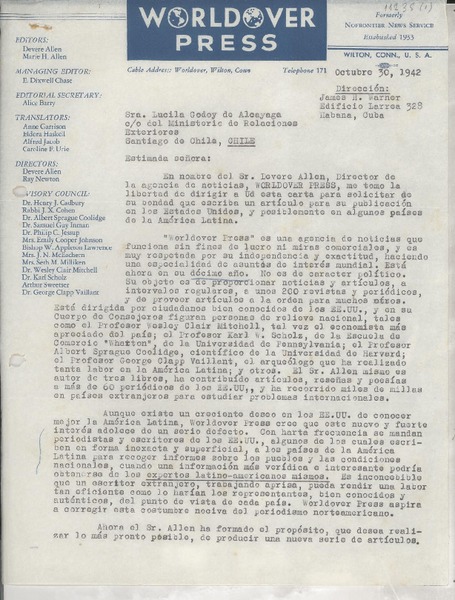 WORLDOVER
PRESS
Formerly
NOFRONTIER NEWS SERVICE
Established 1933
WILTON, CONN., U. S. A.
Cable Address: Worldover, Wilton, Conn
Telephone 171
EDITORS:
Devere Allen
Marie H. Allen
MANAGING EDITOR:
E. Dixwell Chase
EDITORIAL SECRETARY:
Alice Barry
TRANSLATORS:
Anne Garrison
Ridera Haskell
Alfred Jacob
Caroline F. Urie
DIRECTORS:
Devere Allen
Ray Newton
ADVISORY COUNCIL:
Dr. Henry J. Cadbury
Rabbi J. X. Cohen
Dr. Albert Sprague Coolidge
Dr. Samuel Guy Inman
Dr. Philip C. Jessup
Mrs. Emily Cooper Johnson
Bishop W. Appleton Lawrence
Mrs. J. N. McEachern
Mrs. Seth M. Milliken
Dr. Wesley Clair Mitchell
Dr. Karl Scholz
Arthur Sweetser
Dr. George Clapp Vaillant
Octubre 30, 1942
Dirección:
James H. Warner
Edificio Larrea 328
Habana, Cuba
Sra. Lucila Godoy de Alcayaga
c/o del Ministerio de Relaciones
Exteriores
Santiago de Chile, CHILE
Estimada señora:
En nombre del Sr. Devere Allen, Director de
la agencia de noticias, WORLDOVER PRESS, me tomo la
libertad de dirigir a Ud esta carta para solicitar de
su bondad que escriba un artículo para su publicación
en los Estados Unidos, y posiblemente en algunos países
de la América Latina.
"Worldover Press" es una agencia de noticias que
funciona sin fines de lucro ni miras comerciales, y es
muy respetada por su independencia y exactitud, haciendo
una especialidad de asuntos de interés mundial. Está
ahora en su décimo año. No es de carácter político.
Su objeto es de proporcionar noticias y artículos, a
intervalos regulares, a unos 200 revistas y periódicos, y
de proveer artículos a la orden para muchos otros.
Está dirigida por ciudadanos bien conocidos de los EE.UU., y en su
Cuerpo de Consejeros figuran personas de relieve nacional, tales
como el Profesor Wesley Clair Mitchell, tal vez el economista más
apreciado del país; el Profesor Karl W. Scholz, de la Escuela de
Comercio "Wharton", de la Universidad de Pennsylvania; el Profesor
Albert Sprague Coolidge, científico de la Universidad de Harvard; el
Profesor George Clapp Vaillant, el arqueólogo que ha realizado
tanta labor en la América Latina; y otros. El Sr. Allen mismo es
autor de tres libros, ha contribuido artículos, reseñas y poesías
a más de 60 periódicos de los EE.UU., y ha recorrido miles de millas
en países extranjeros para estudiar problemas internacionales.
Aunque existe un creciente deseo en los EE.UU. de conocer
mejor la América Latina, Worldover Press cree que este nuevo y fuerte
interés adolece de un serio defecto. Con harta frecuencia se mandan
periodistas y escritores de los EE.UU., algunos de los cuales escri-
ben en forma inexacta y superficial, a los países de la América
Latina para recoger informes sobre los pueblos y las condiciones
nacionales, cuando una información más verídica e interesante podría
obtenerse de los expertos latino-americanos mismos. Es inconcebible
que un escritor extranjero, trabajando aprisa, pueda rendir una labor
tan eficiente como lo harían los representantes, bien conocidos y
auténticos, del punto de vista de cada país. Worldover Press aspira
a corregir esta costumbre nociva del periodismo norteamericano.
Ahora el Sr. Allen ha formado el propósito, que desea reali-
zar lo más pronto posible, de producir una nueva serie de artículos.